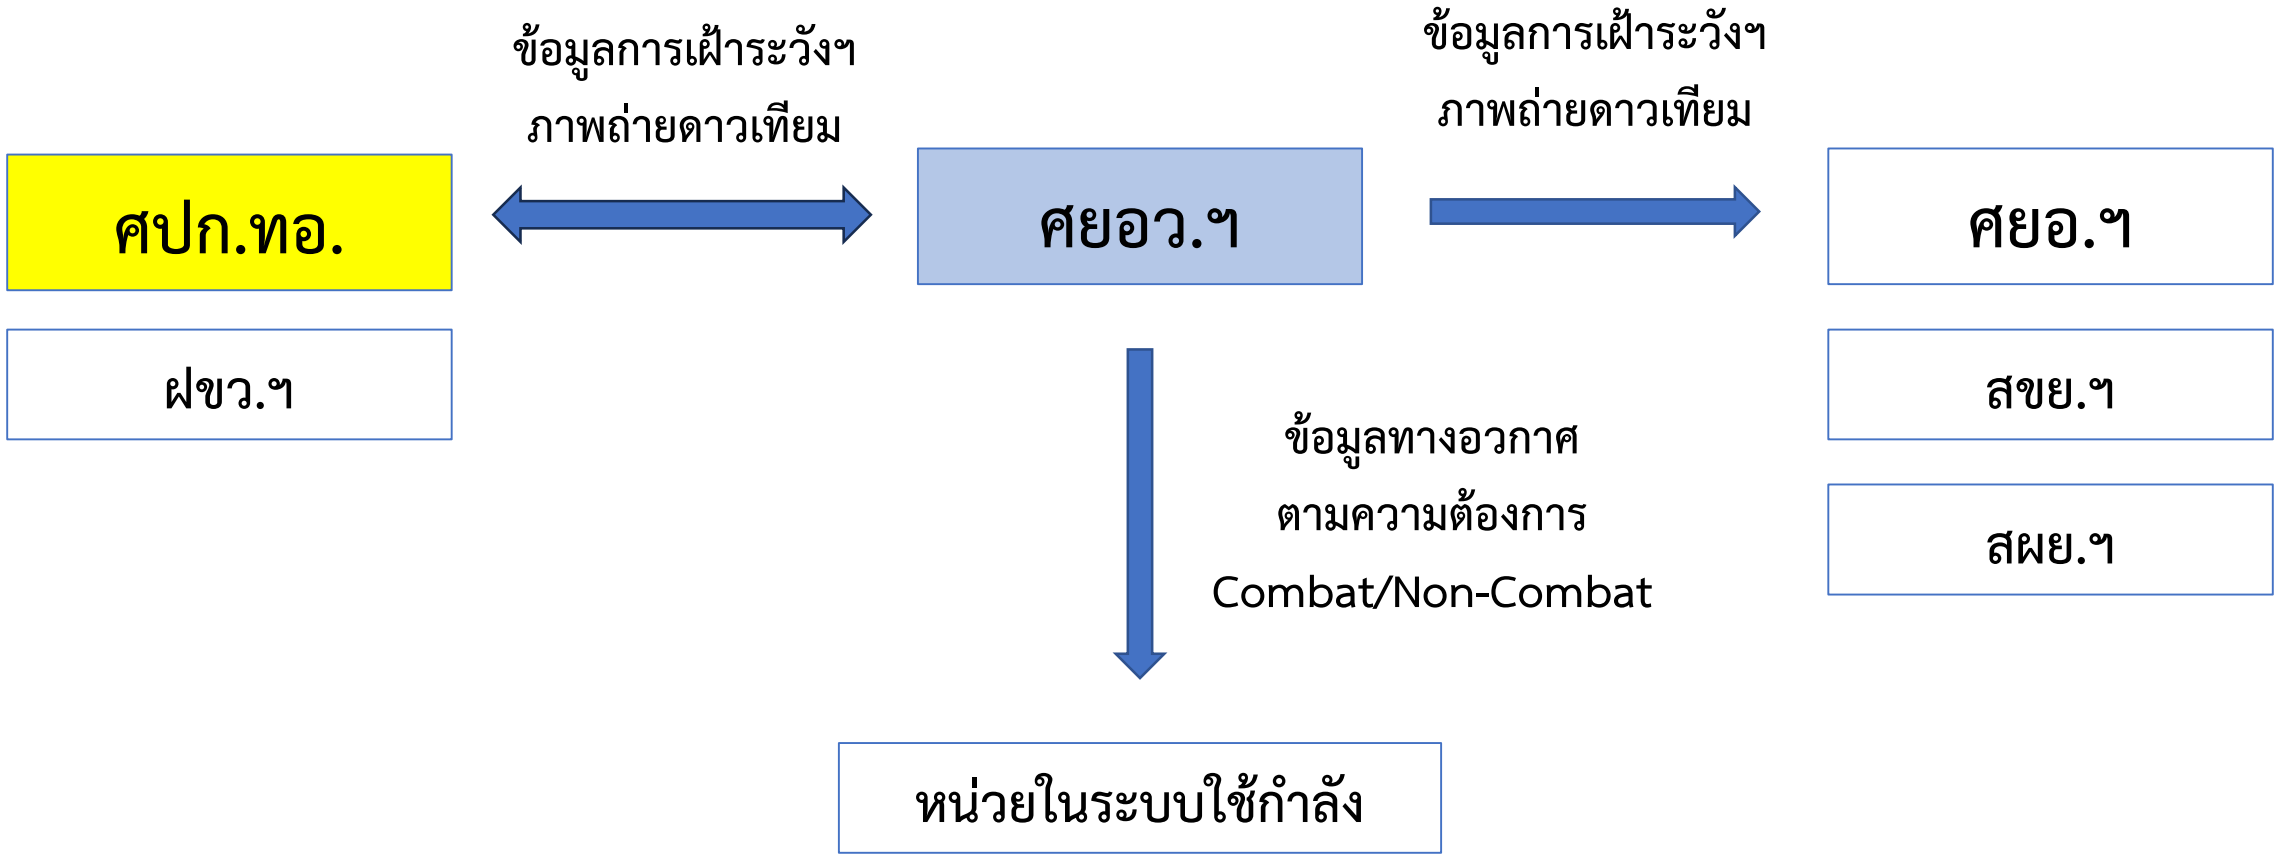 ข้อมูลการเฝ้าระวังฯ
ภาพถ่ายดาวเทียม
ข้อมูลการเฝ้าระวังฯ
ภาพถ่ายดาวเทียม
ศปก.ทอ.
ศยอว.ฯ
ศยอ.ฯ
ฝขว.ฯ
สขย.ฯ
ข้อมูลทางอวกาศ
ตามความต้องการ
Combat/Non-Combat
สผย.ฯ
หน่วยในระบบใช้กำลัง